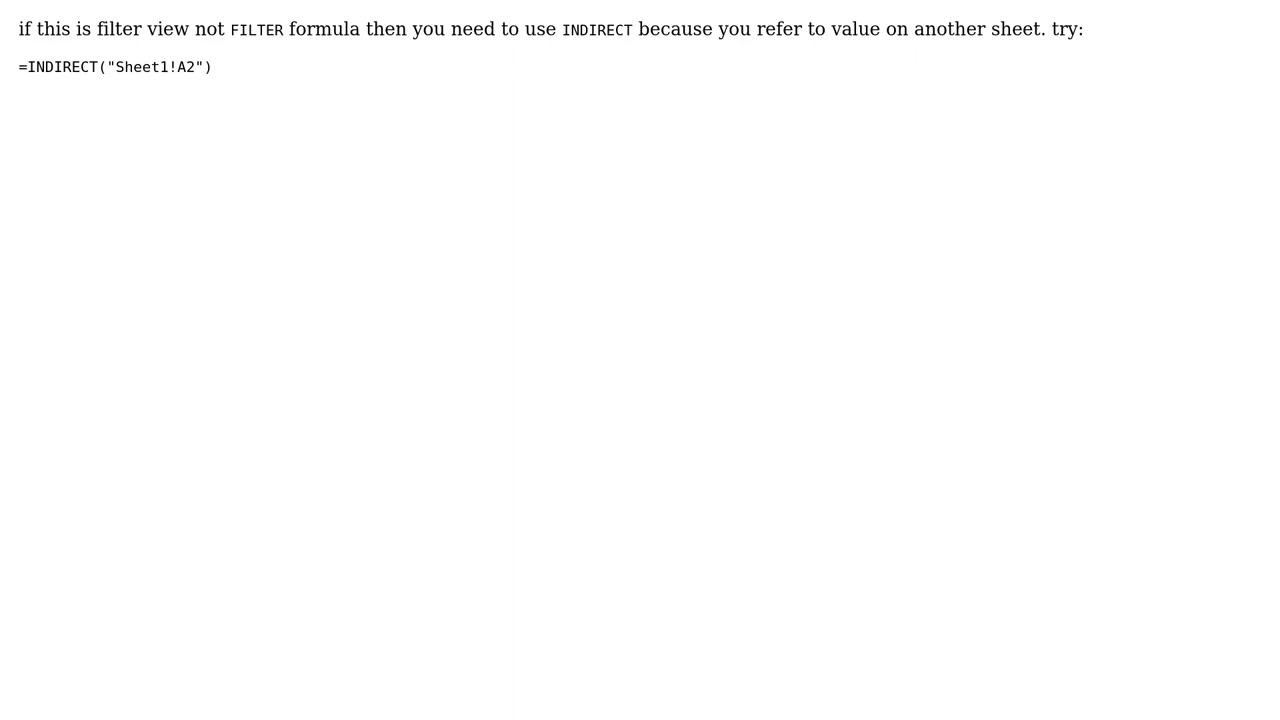 if this is filter view not FILTER formula then you need to use INDIRECT because you refer to value on another sheet. try:
=INDIRECT("Sheet1!A2")